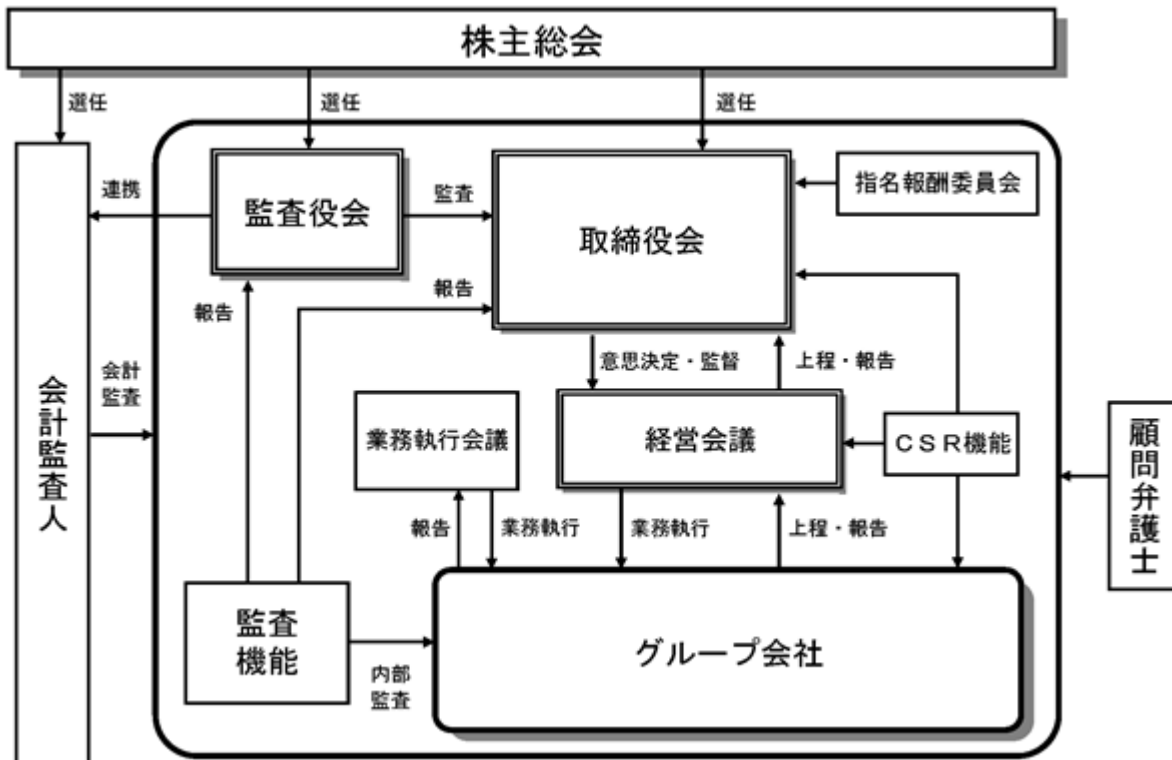 株主総会
選任
選任
選任
連携
監査役会
監査
取締役会
指名報酬委員会
報告
報告
会計
監査
意思決定・監督
上程・報告
会計監査人
業務執行会議
経営会議
CSR機能
顧問弁護士
報告
業務執行
業務執行
上程・報告
監査
機能
内部
監査
グループ会社